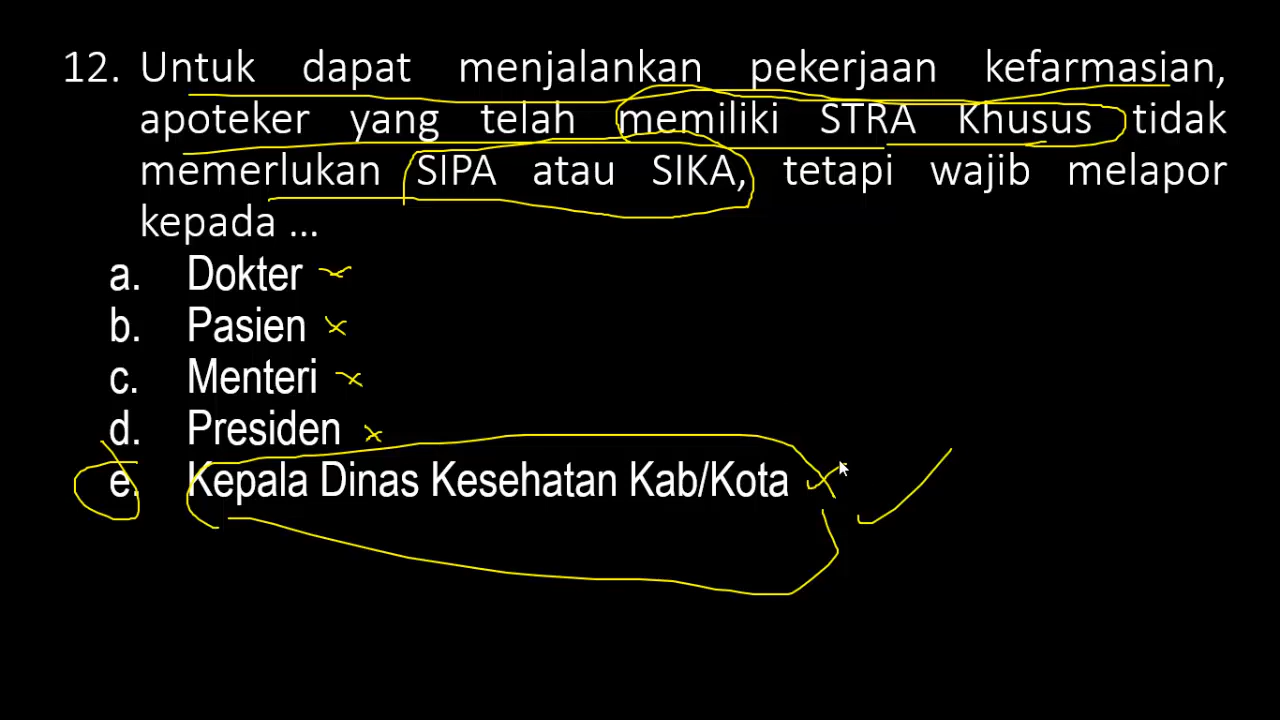 12. Untuk dapat menjalankan pekerjaan kefarmasian,
apoteker yang telah memiliki STRA Khusus tidak
memerlukan SIPA atau SIKA, tetapi wajib melapor
kepada ...
a. Dokter
b. Pasien
c. Menteri
d. Presiden
e. Kepala Dinas Kesehatan Kab/Kota